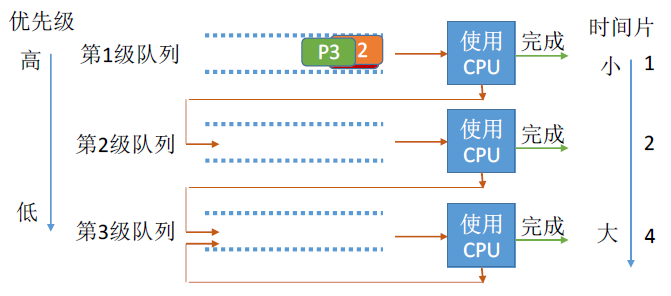 优先级
高
低
第1级队列
P3
2
使用
CPU
完成
第2级队列
使用
CPU
完成
第3级队列
使用
CPU
完成
时间片
小 1
2
大 4